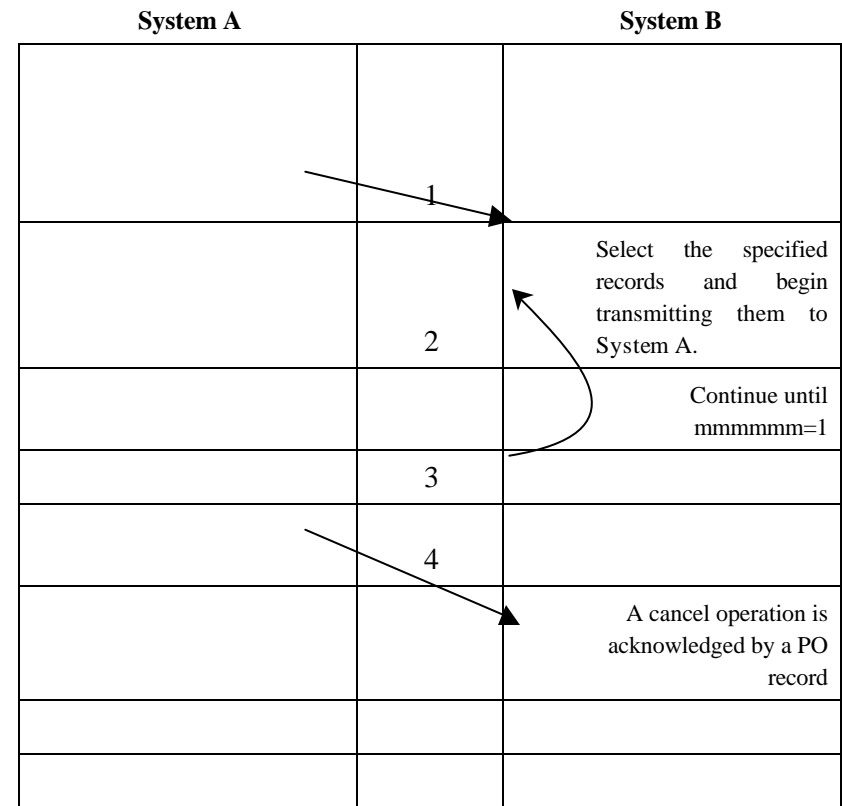 System A System B
1
Select the specified
records and begin
transmitting them to
System A.
2
Continue until
mmmmmm=1
3
4
A cancel operation is
acknowledged by a PO
record